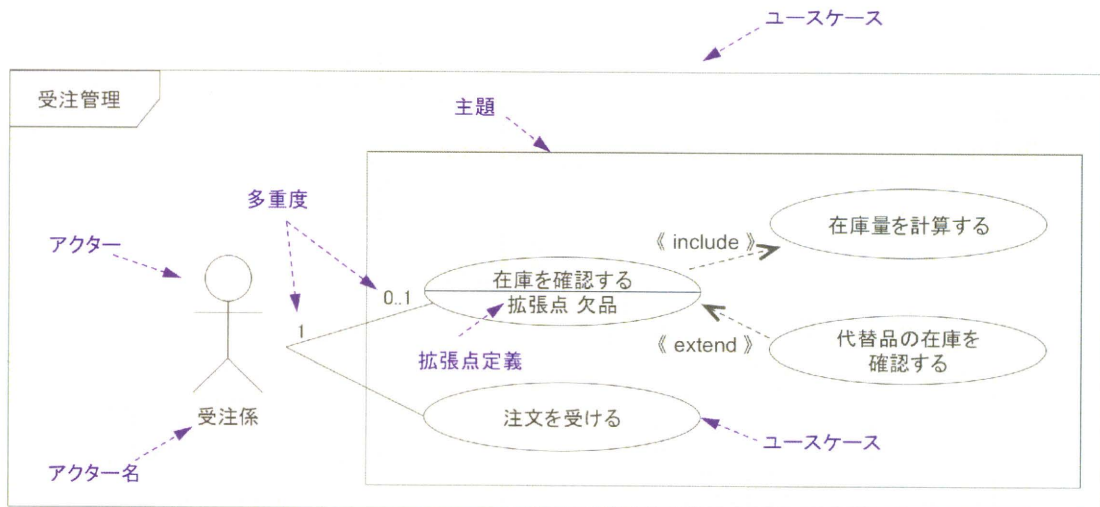 ユースケース
受注管理
主題
多重度
在庫量を計算する
《 include 》
アクター
在庫を確認する
0..1
拡張点 欠品
1
《 extend 》
代替品の在庫を
確認する
拡張点定義
受注係
注文を受ける
ユースケース
アクター名